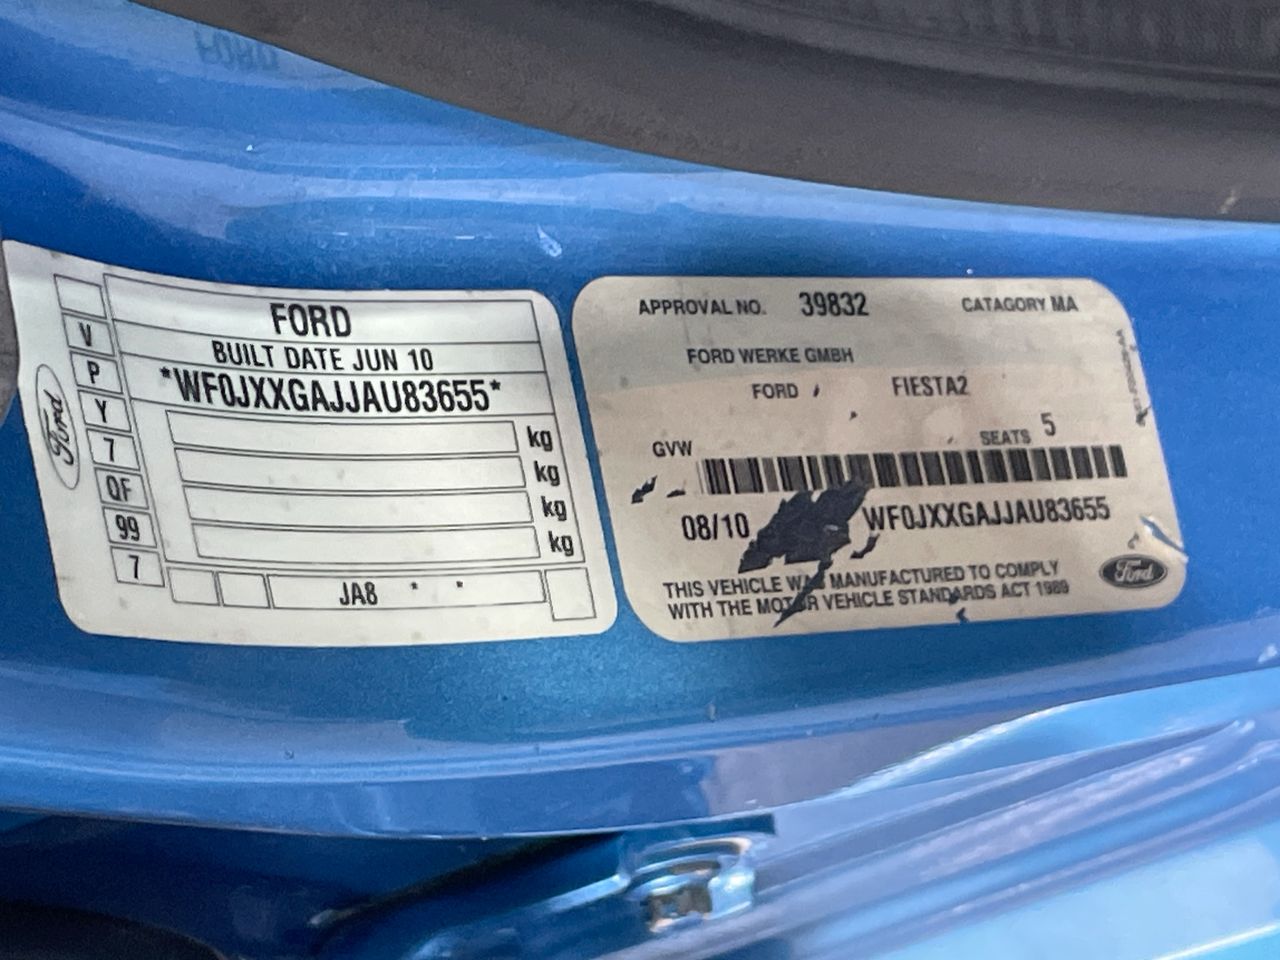 Ford
V
P
Y
7
QF
99
7
FORD
BUILT DATE JUN 10
*WF0JXXGAJJAU83655*
kg
kg
kg
kg
JA8 * *
APPROVAL NO. 39832 CATAGORY MA
FORD WERKE GMBH
FORD FIESTA2
GVW SEATS 5
08/10 WF0JXXGAJJAU83655
THIS VEHICLE WAS MANUFACTURED TO COMPLY
WITH THE MOTOR VEHICLE STANDARDS ACT 1989
Ford